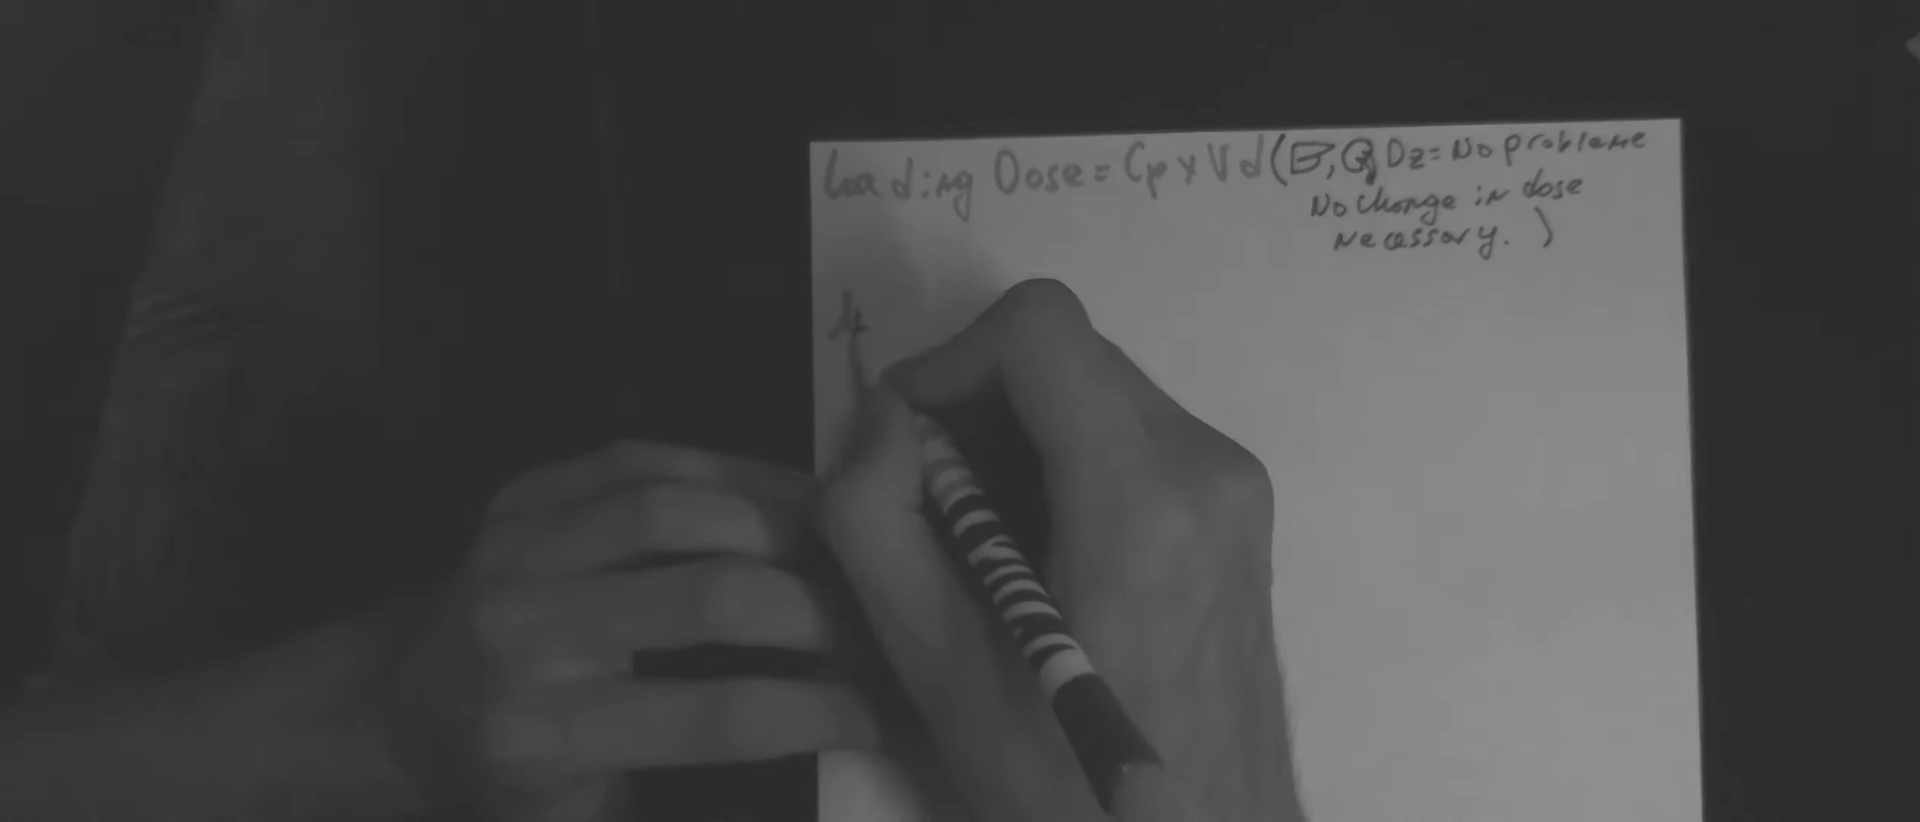 Loading Dose = Cp x Vd ( Dz = No probleme
No change in dose
necessary. )